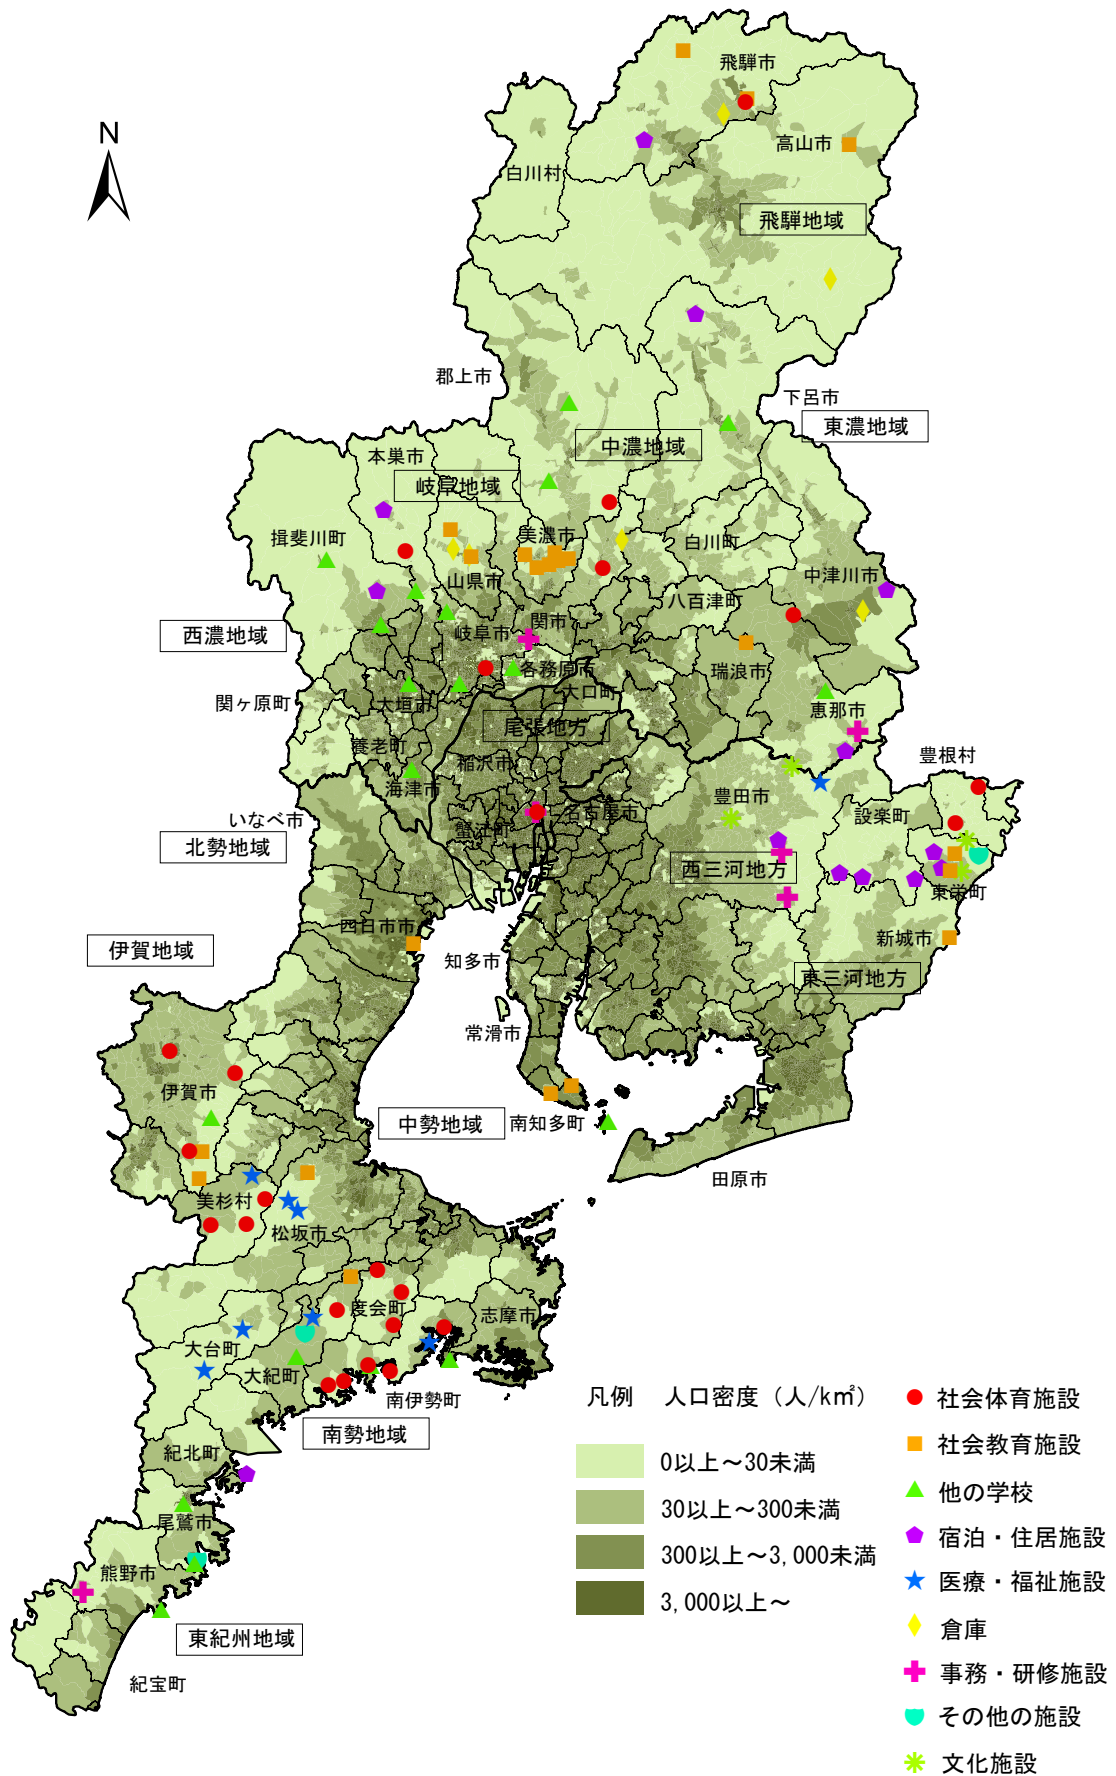 飛騨市
N
高山市
白川村
飛騨地域
郡上市
下呂市
東濃地域
中濃地域
本巣市
岐阜地域
揖斐川町
美濃市
白川町
中津川市
山県市
八百津町
西濃地域
岐阜市
関市
各務原市
瑞浪市
関ヶ原町
大垣市
大口町
恵那市
尾張地方
養老町
稲沢市
豊根村
海津市
豊田市
いなべ市
名古屋市
設楽町
蟹江町
北勢地域
西三河地方
東栄町
四日市市
新城市
伊賀地域
知多市
東三河地方
常滑市
伊賀市
中勢地域
南知多町
田原市
美杉村
松坂市
度会町
志摩市
大台町
大紀町
南伊勢町
南勢地域
紀北町
尾鷲市
熊野市
東紀州地域
紀宝町
凡例 人口密度（人/k㎡）
0以上～30未満
30以上～300未満
300以上～3,000未満
3,000以上～
社会体育施設
社会教育施設
他の学校
宿泊・住居施設
医療・福祉施設
倉庫
事務・研修施設
その他の施設
文化施設